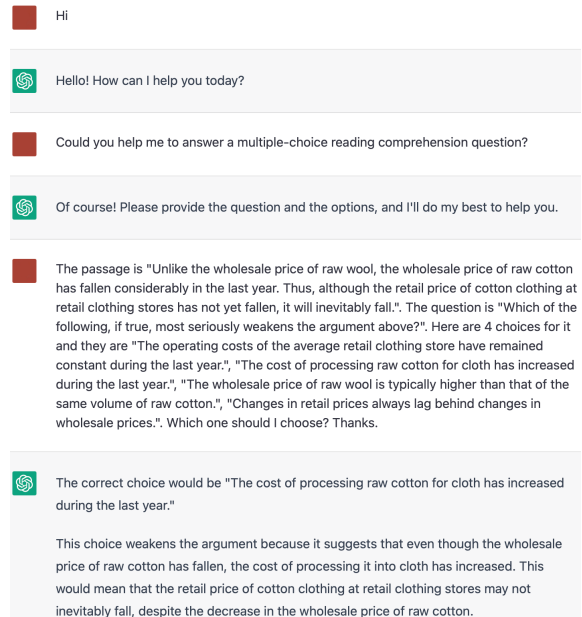 Hi
Hello! How can I help you today?
Could you help me to answer a multiple-choice reading comprehension question?
Of course! Please provide the question and the options, and I'll do my best to help you.
The passage is "Unlike the wholesale price of raw wool, the wholesale price of raw cotton
has fallen considerably in the last year. Thus, although the retail price of cotton clothing at
retail clothing stores has not yet fallen, it will inevitably fall.". The question is "Which of the
following, if true, most seriously weakens the argument above?". Here are 4 choices for it
and they are "The operating costs of the average retail clothing store have remained
constant during the last year.", "The cost of processing raw cotton for cloth has increased
during the last year.", "The wholesale price of raw wool is typically higher than that of the
same volume of raw cotton.", "Changes in retail prices always lag behind changes in
wholesale prices.". Which one should I choose? Thanks.
The correct choice would be "The cost of processing raw cotton for cloth has increased
during the last year."
This choice weakens the argument because it suggests that even though the wholesale
price of raw cotton has fallen, the cost of processing it into cloth has increased. This
would mean that the retail price of cotton clothing at retail clothing stores may not
inevitably fall, despite the decrease in the wholesale price of raw cotton.